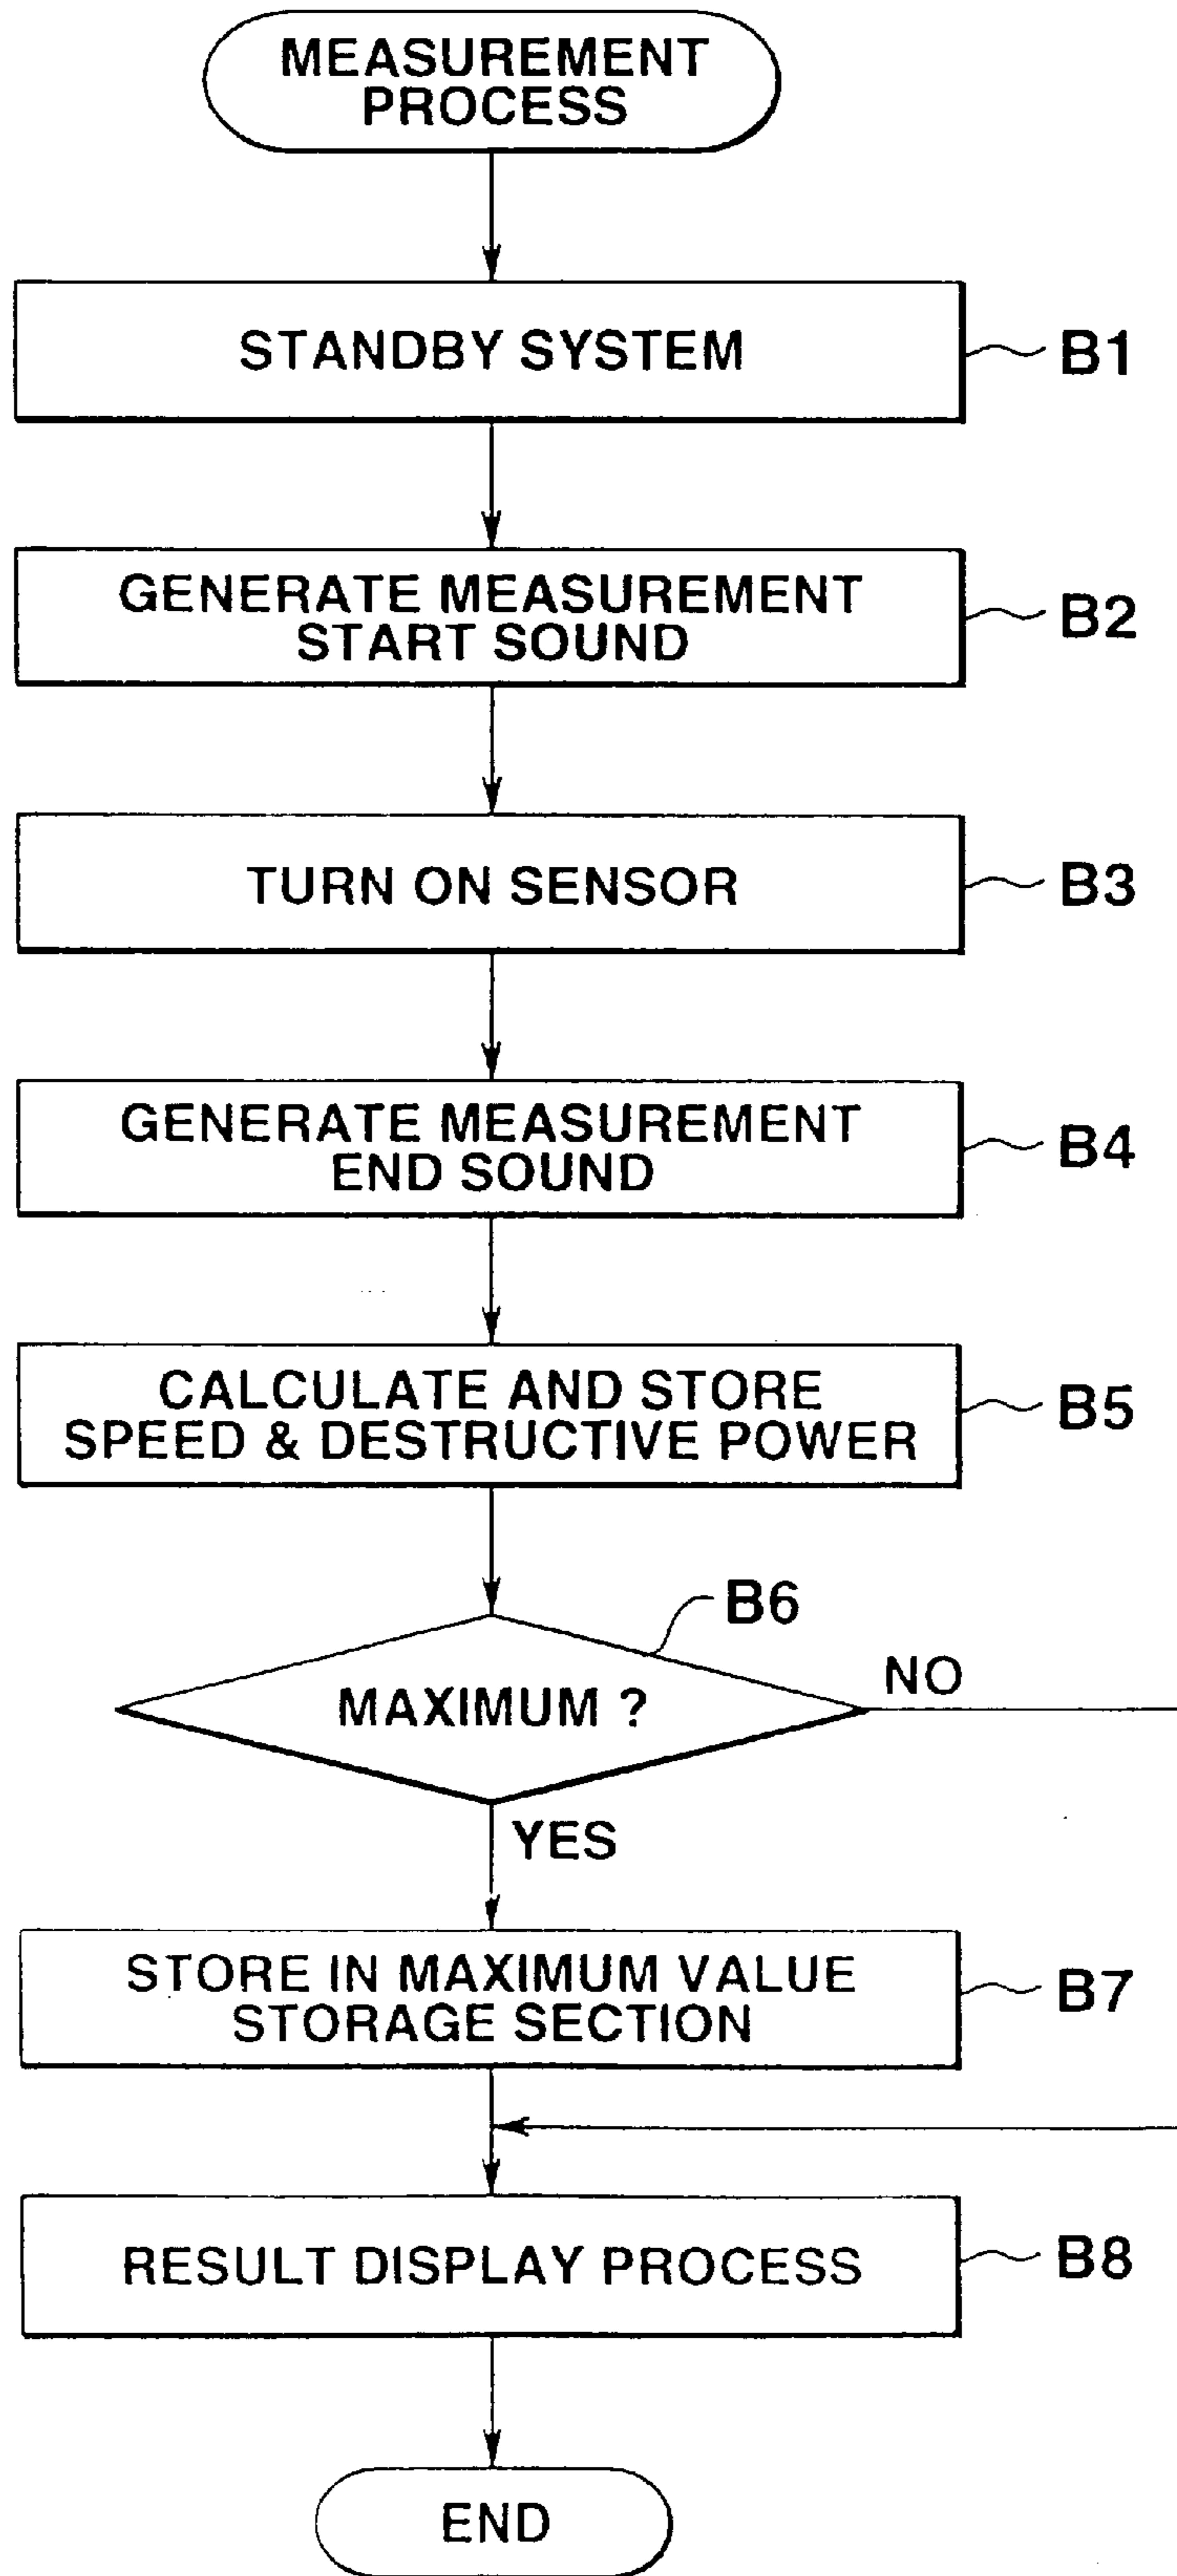 MEASUREMENT
PROCESS
STANDBY SYSTEM
B1
GENERATE MEASUREMENT
START SOUND
B2
TURN ON SENSOR
B3
GENERATE MEASUREMENT
END SOUND
B4
CALCULATE AND STORE
SPEED & DESTRUCTIVE POWER
B5
B6
MAXIMUM ?
NO
YES
STORE IN MAXIMUM VALUE
STORAGE SECTION
B7
RESULT DISPLAY PROCESS
B8
END